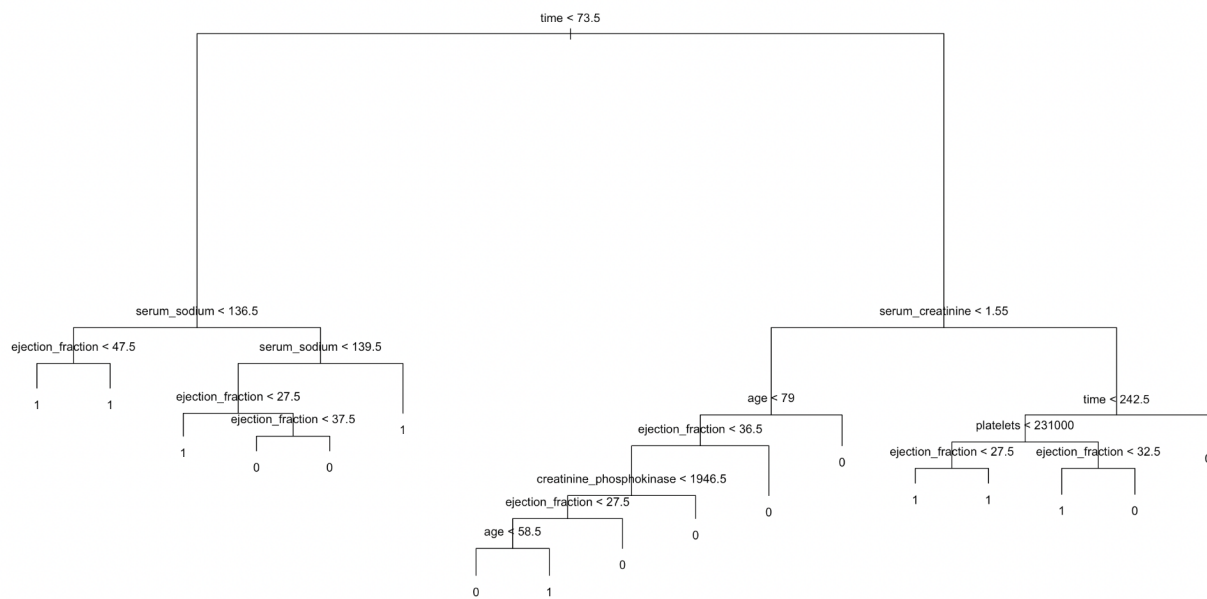 time < 73.5
serum_sodium < 136.5
serum_creatinine < 1.55
ejection_fraction < 47.5
serum_sodium < 139.5
1
1
ejection_fraction < 27.5
ejection_fraction < 37.5
1
1
0
0
age < 79
time < 242.5
ejection_fraction < 36.5
platelets < 231000
0
ejection_fraction < 27.5
ejection_fraction < 32.5
creatinine_phosphokinase < 1946.5
1
1
1
0
0
ejection_fraction < 27.5
0
age < 58.5
0
0
1